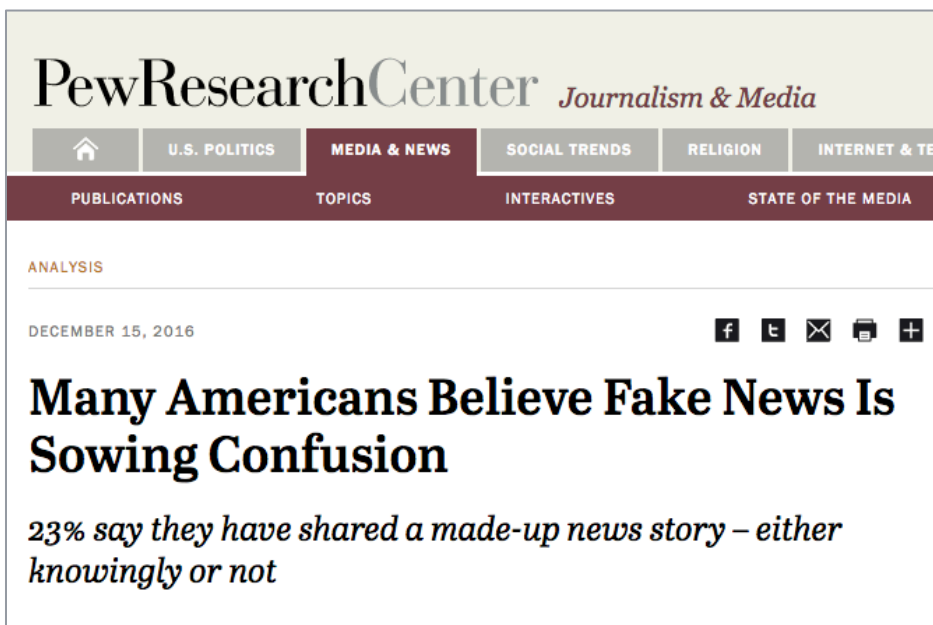 PewResearchCenter Journalism & Media
U.S. POLITICS MEDIA & NEWS SOCIAL TRENDS RELIGION INTERNET & TE
PUBLICATIONS TOPICS INTERACTIVES STATE OF THE MEDIA
ANALYSIS
DECEMBER 15, 2016
Many Americans Believe Fake News Is
Sowing Confusion
23% say they have shared a made-up news story – either
knowingly or not